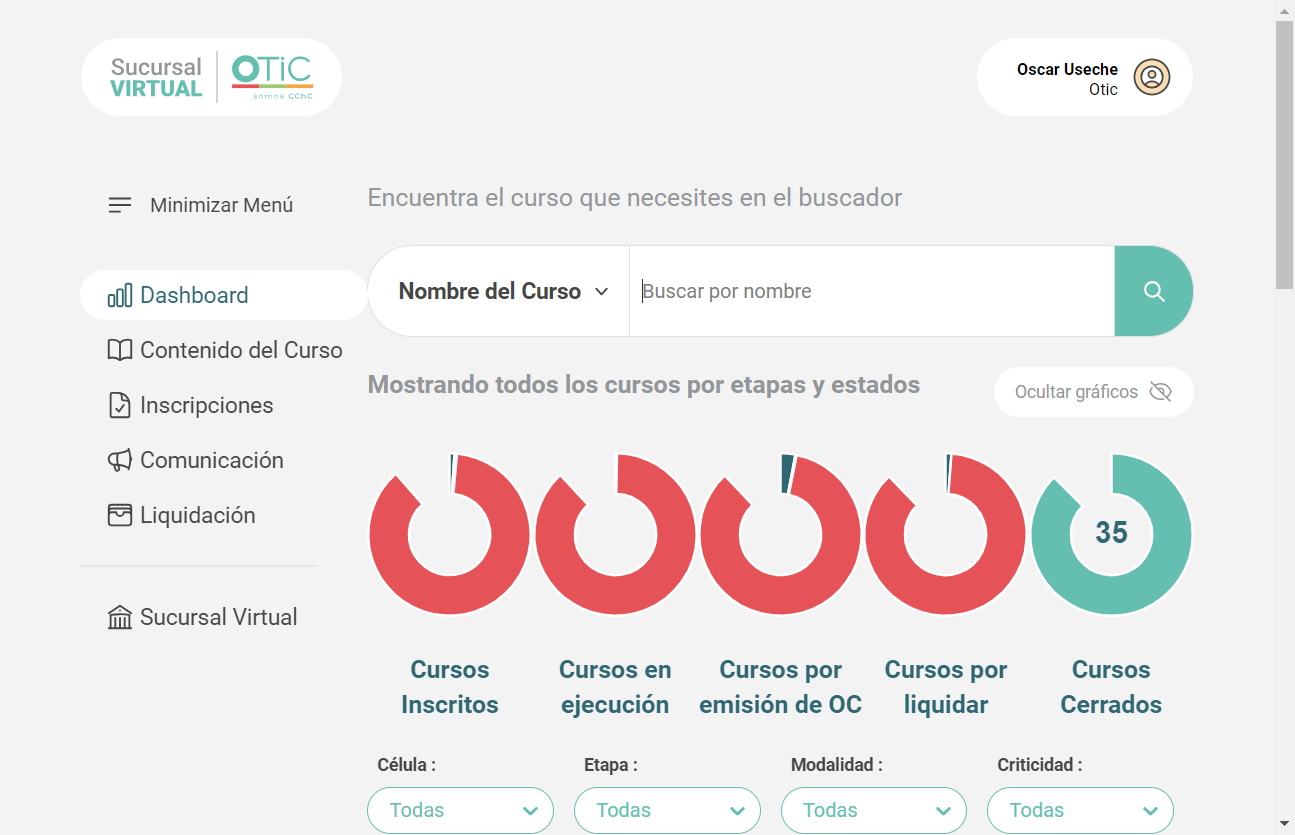 Sucursal
VIRTUAL
OTIC
somos CChC
Oscar Useche
Otic
Minimizar Menú
Dashboard
Contenido del Curso
Inscripciones
Comunicación
Liquidación
Sucursal Virtual
Encuentra el curso que necesites en el buscador
Nombre del Curso
Buscar por nombre
Mostrando todos los cursos por etapas y estados
Ocultar gráficos
35
Cursos
Inscritos
Cursos en
ejecución
Cursos por
emisión de OC
Cursos por
liquidar
Cursos
Cerrados
Célula :
Todas
Etapa :
Todas
Modalidad :
Todas
Criticidad :
Todas